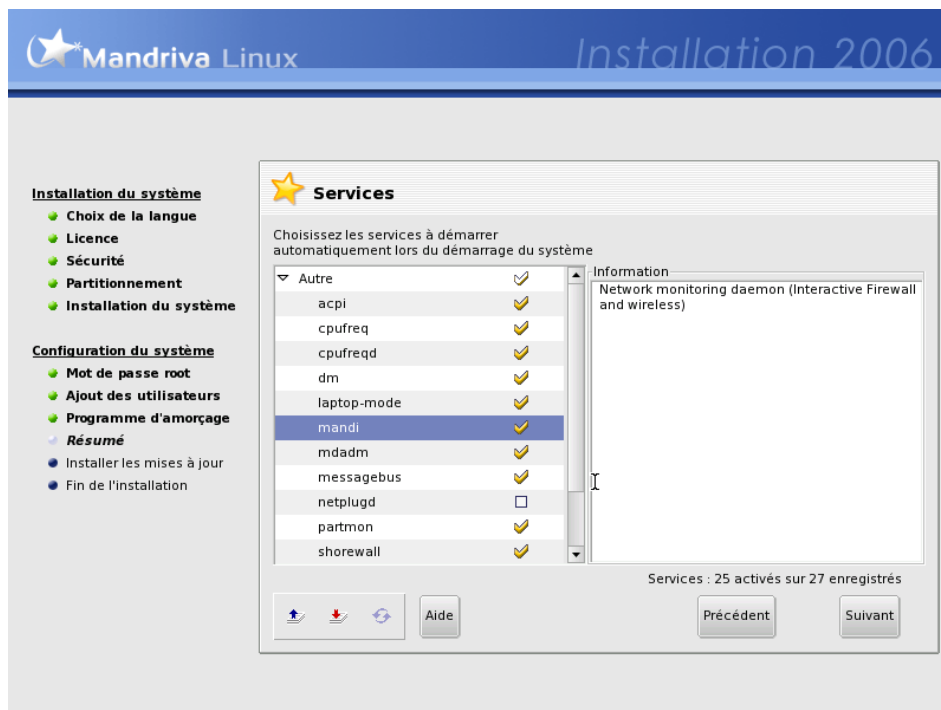 Mandriva Linux
Installation 2006
Installation du système
Choix de la langue
Licence
Sécurité
Partitionnement
Installation du système
Configuration du système
Mot de passe root
Ajout des utilisateurs
Programme d'amorçage
Résumé
Installer les mises à jour
Fin de l'installation
Services
Choisissez les services à démarrer
automatiquement lors du démarrage du système
Autre
acpi
cpufreq
cpufreqd
dm
laptop-mode
mandi
mdadm
messagebus
netplugd
partmon
shorewall
Information
Network monitoring daemon (Interactive Firewall
and wireless)
Services : 25 activés sur 27 enregistrés
Aide
Précédent
Suivant